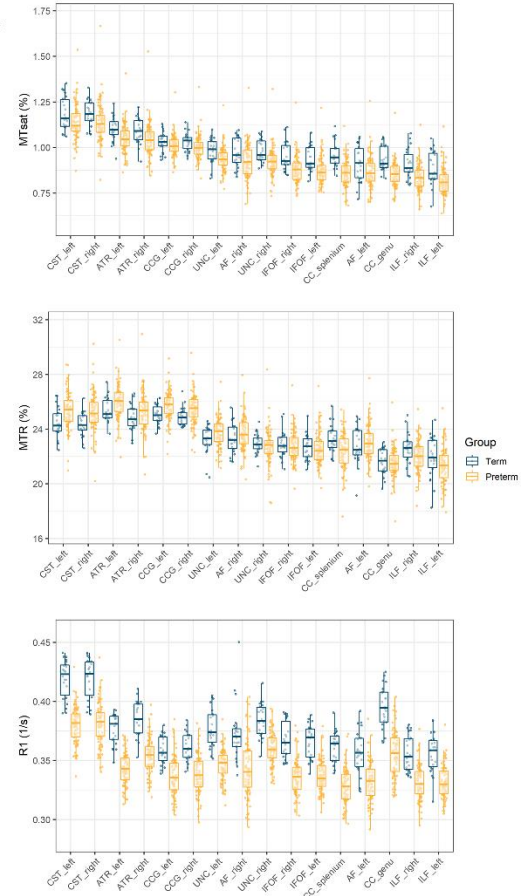 MTsat (%)
1.75
1.50
1.25
1.00
0.75
CST_left
CST_right
ATR_left
ATR_right
CCG_left
CCG_right
UNC_left
AF_right
UNC_right
IFOF_right
IFOF_left
CC_splenium
AF_left
CC_genu
ILF_right
ILF_left
MTR (%)
32
28
24
20
16
CST_left
CST_right
ATR_left
ATR_right
CCG_left
CCG_right
UNC_left
AF_right
UNC_right
IFOF_right
IFOF_left
CC_splenium
AF_left
CC_genu
ILF_right
ILF_left
Group
Term
Preterm
R1 (1/s)
0.45
0.40
0.35
0.30
CST_left
CST_right
ATR_left
ATR_right
CCG_left
CCG_right
UNC_left
AF_right
UNC_right
IFOF_right
IFOF_left
CC_splenium
AF_left
CC_genu
ILF_right
ILF_left